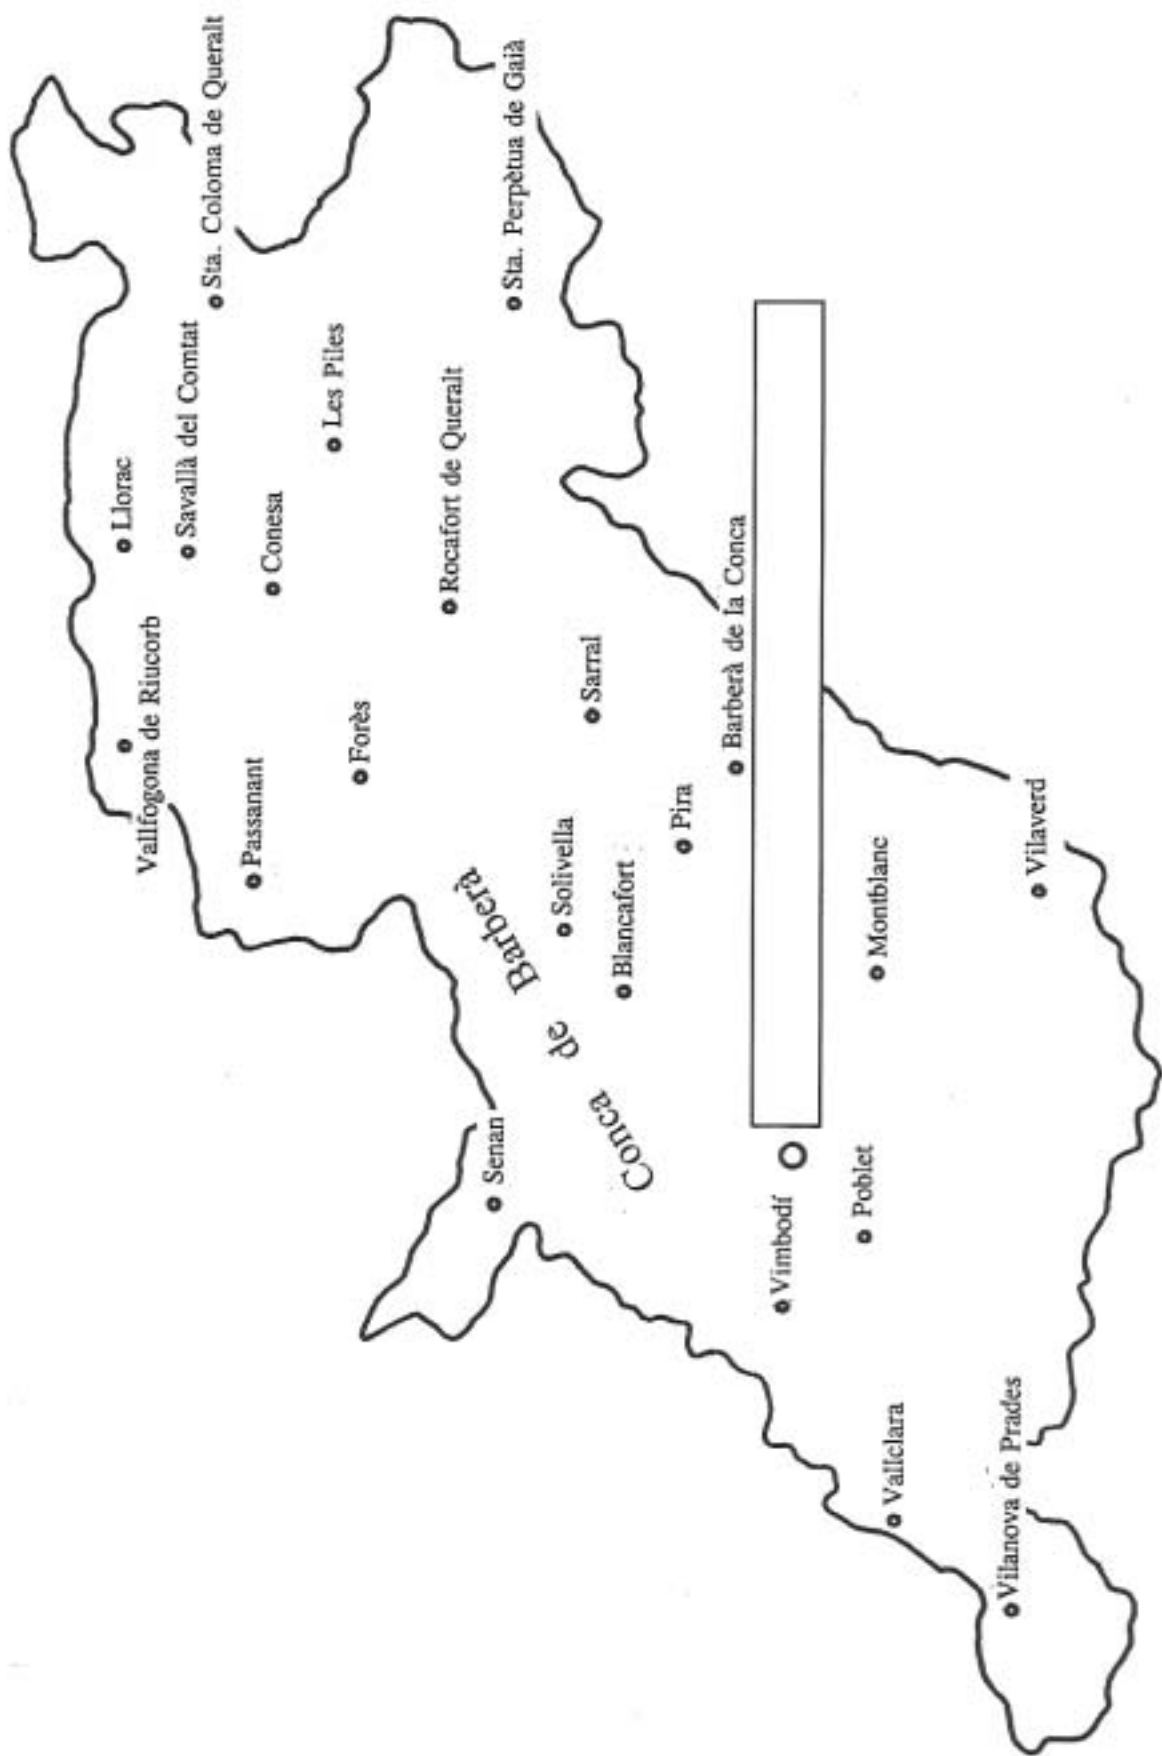 Sta. Coloma de Queralt
Llorac
Savallà del Comtat
Vallfogona de Riucorb
Conesa
Les Piles
Passanant
Forès
Rocafort de Queralt
Sta. Perpètua de Gaià
Senan
Conca de Barberà
Solivella
Sarral
Blancafort
Pira
Barberà de la Conca
Vimbodí
Poblet
Montblanc
Vallclara
Vilaverd
Vilanova de Prades